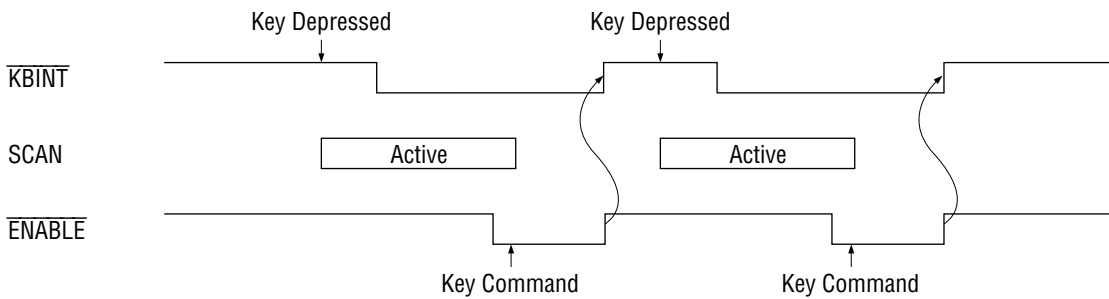 Key Depressed Key Depressed
KBINT
SCAN Active Active
ENABLE
Key Command Key Command